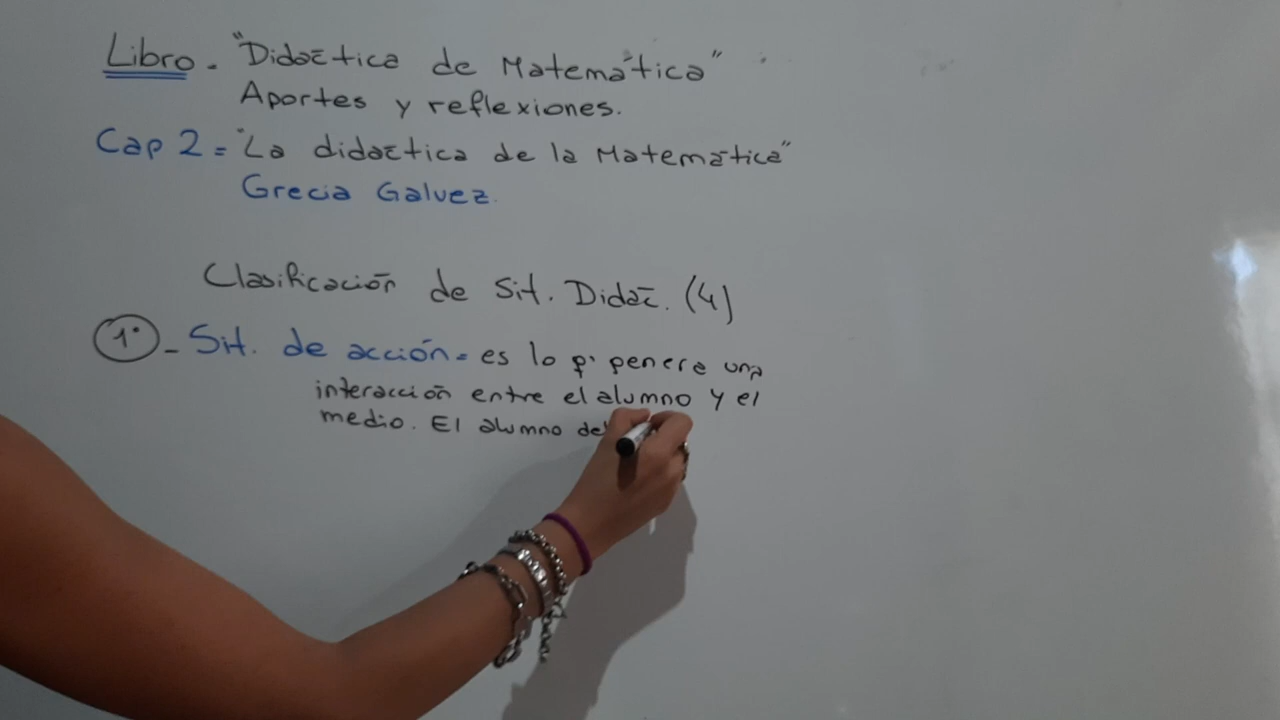 Libro. "Didáctica de Matemática"
Aportes y reflexiones.
Cap 2 = "La didáctica de la Matemática"
Grecia Galvez.
Clasificación de Sit. Didác. (4)
1° - Sit. de acción = es lo q' genera una
interacción entre el alumno y el
medio. El alumno